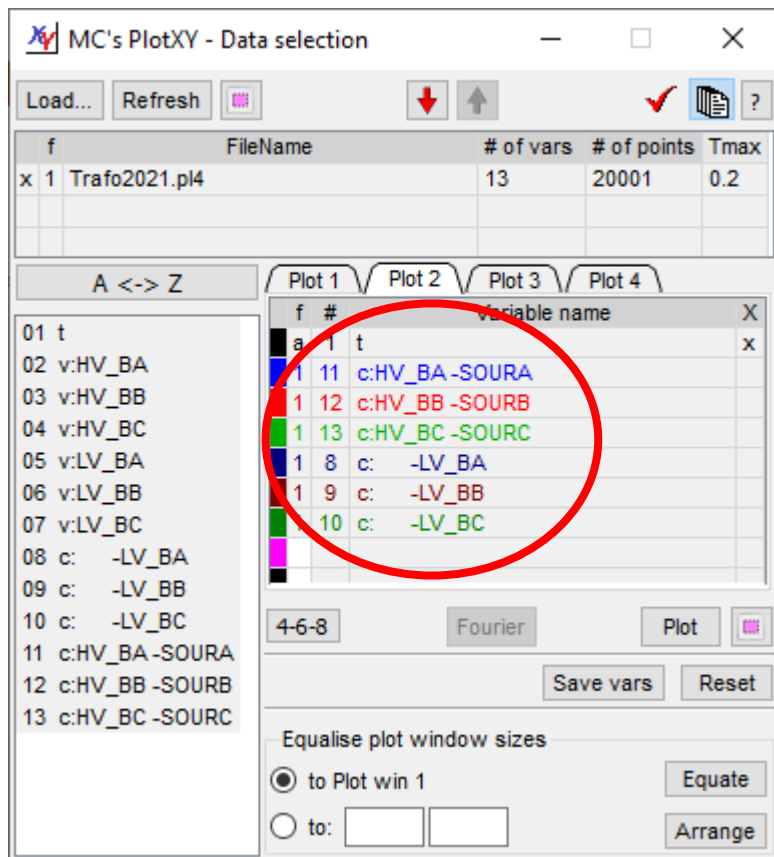 MC's PlotXY - Data selection
Load... Refresh ?
f FileName # of vars # of points Tmax
x 1 Trafo2021.pl4 13 20001 0.2
A <-> Z
Plot 1 Plot 2 Plot 3 Plot 4
f # Variable name X
a 1 t x
1 11 c:HV_BA -SOURA
1 12 c:HV_BB -SOURB
1 13 c:HV_BC -SOURC
1 8 c: -LV_BA
1 9 c: -LV_BB
1 10 c: -LV_BC
01 t
02 v:HV_BA
03 v:HV_BB
04 v:HV_BC
05 v:LV_BA
06 v:LV_BB
07 v:LV_BC
08 c: -LV_BA
09 c: -LV_BB
10 c: -LV_BC
11 c:HV_BA -SOURA
12 c:HV_BB -SOURB
13 c:HV_BC -SOURC
4-6-8 Fourier Plot
Save vars Reset
Equalise plot window sizes
to Plot win 1 Equate
to: Arrange